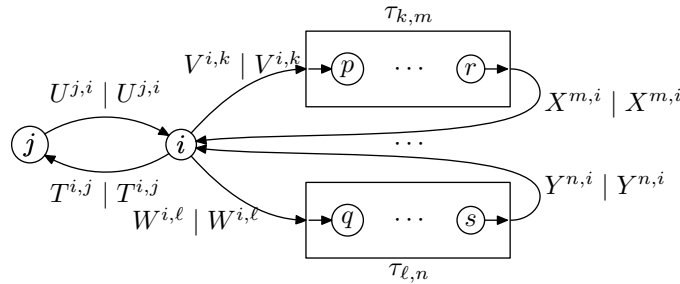 τ_{k,m}
V^{i,k} | V^{i,k}
p ⋯ r
U^{j,i} | U^{j,i}
X^{m,i} | X^{m,i}
j i ⋯
T^{i,j} | T^{i,j}
Y^{n,i} | Y^{n,i}
W^{i,ℓ} | W^{i,ℓ}
q ⋯ s
τ_{ℓ,n}